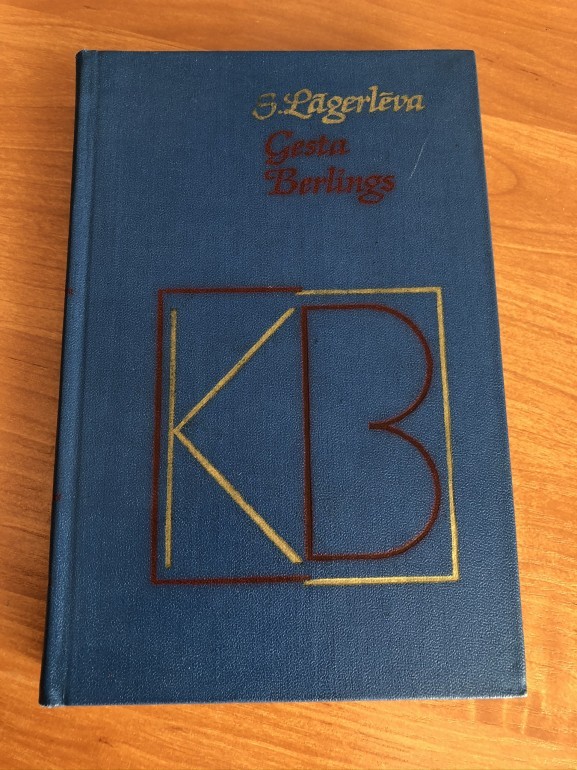 S. Lāgerlēva
Gesta
Berlings
KB